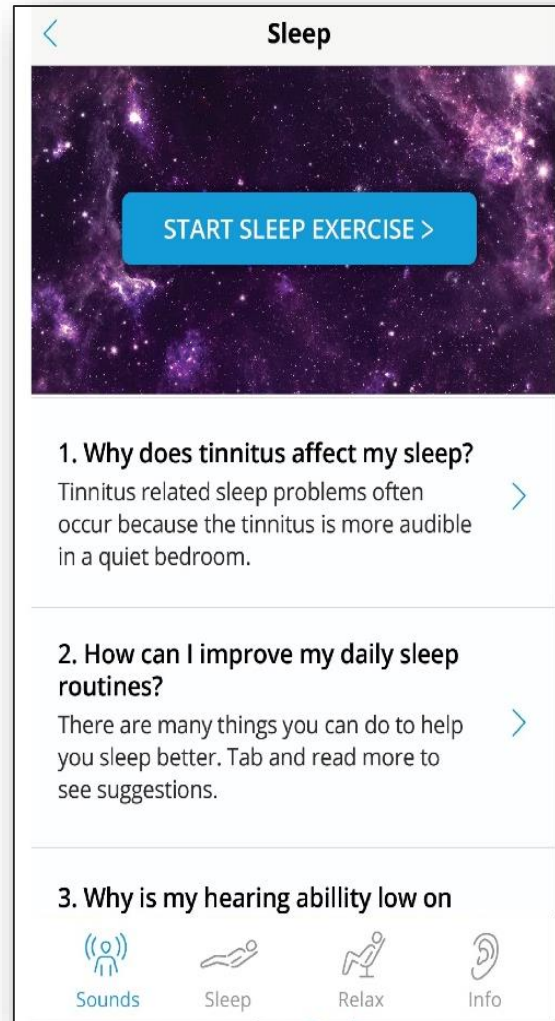 Sleep
START SLEEP EXERCISE >
1. Why does tinnitus affect my sleep?
Tinnitus related sleep problems often
occur because the tinnitus is more audible
in a quiet bedroom.
2. How can I improve my daily sleep
routines?
There are many things you can do to help
you sleep better. Tab and read more to
see suggestions.
3. Why is my hearing abillity low on
Sounds
Sleep
Relax
Info